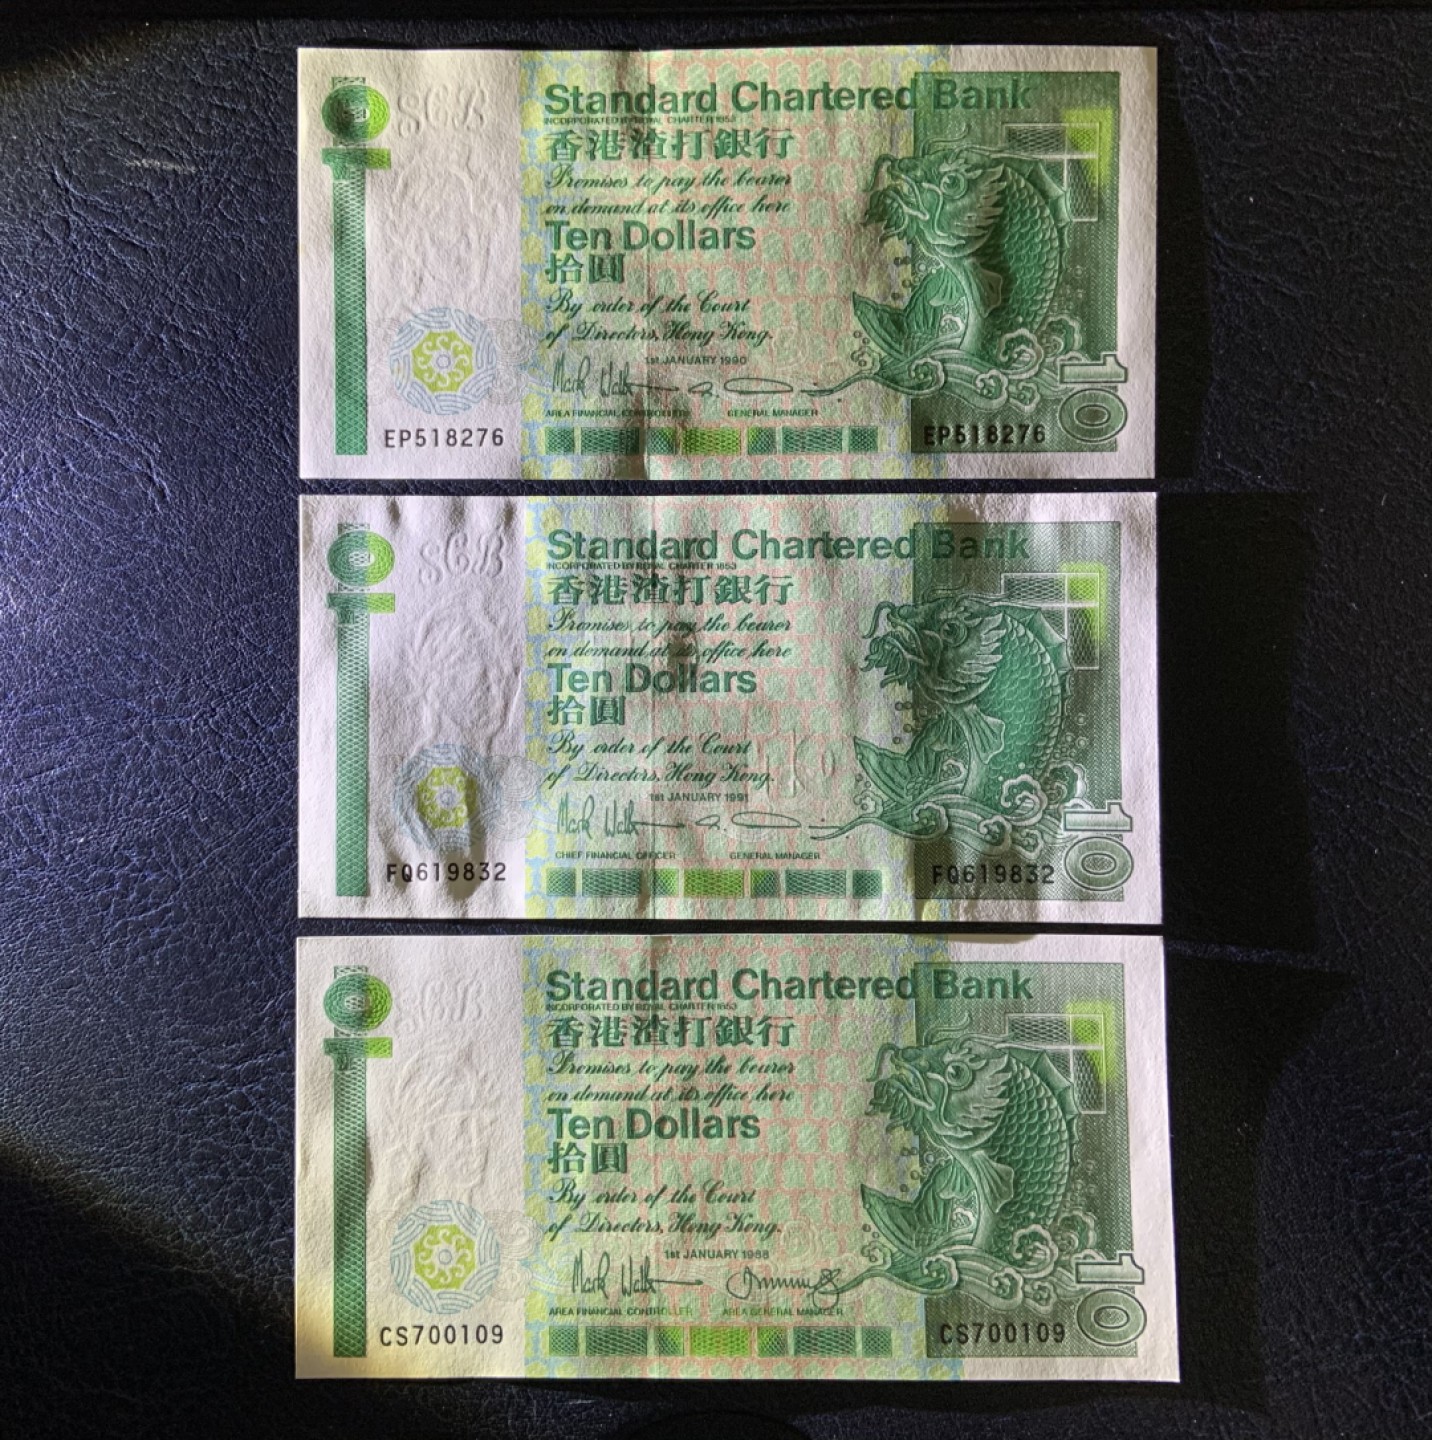 SCB
Standard Chartered Bank
INCORPORATED BY ROYAL CHARTER 1853
香港渣打銀行
Promises to pay the bearer
on demand at its office here
Ten Dollars
拾圓
By order of the Court
of Directors, Hong Kong.
1st JANUARY 1990
AREA FINANCIAL CONTROLLER GENERAL MANAGER
10
EP518276 EP518276
SCB
Standard Chartered Bank
INCORPORATED BY ROYAL CHARTER 1853
香港渣打銀行
Promises to pay the bearer
on demand at its office here
Ten Dollars
拾圓
By order of the Court
of Directors, Hong Kong.
1st JANUARY 1991
CHIEF FINANCIAL OFFICER GENERAL MANAGER
10
FQ619832 FQ619832
SCB
Standard Chartered Bank
INCORPORATED BY ROYAL CHARTER 1853
香港渣打銀行
Promises to pay the bearer
on demand at its office here
Ten Dollars
拾圓
By order of the Court
of Directors, Hong Kong.
1st JANUARY 1988
AREA FINANCIAL CONTROLLER AREA GENERAL MANAGER
10
CS700109 CS700109